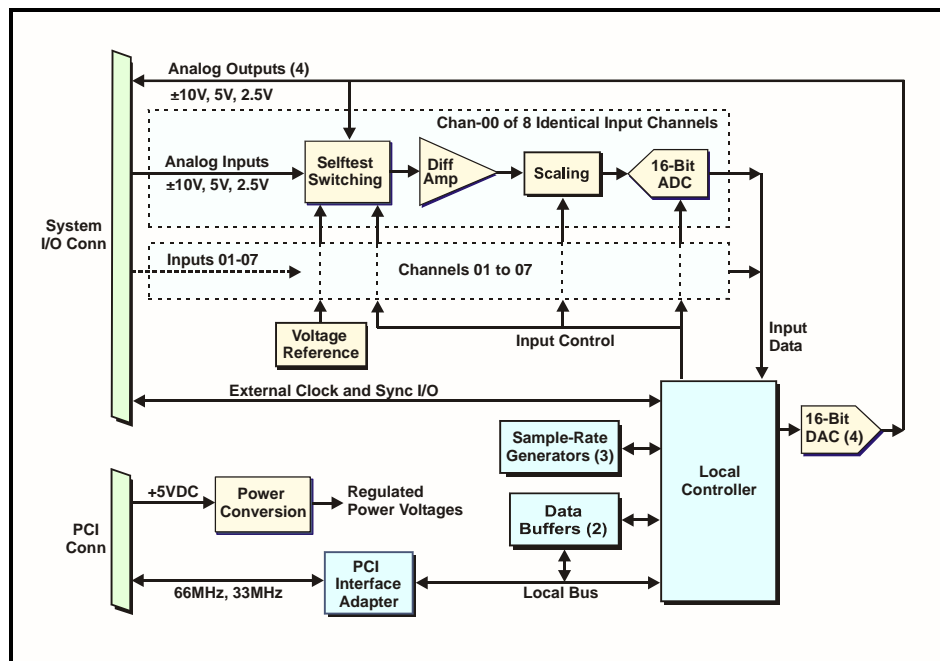 Analog Outputs (4)
±10V, 5V, 2.5V
Chan-00 of 8 Identical Input Channels
Analog Inputs
±10V, 5V, 2.5V
Selftest
Switching
Diff
Amp
Scaling
16-Bit
ADC
System
I/O Conn
Inputs 01-07
Channels 01 to 07
Voltage
Reference
Input Control
Input
Data
External Clock and Sync I/O
16-Bit
DAC (4)
Sample-Rate
Generators (3)
Local
Controller
PCI
Conn
+5VDC
Power
Conversion
Regulated
Power Voltages
Data
Buffers (2)
66MHz, 33MHz
PCI
Interface
Adapter
Local Bus